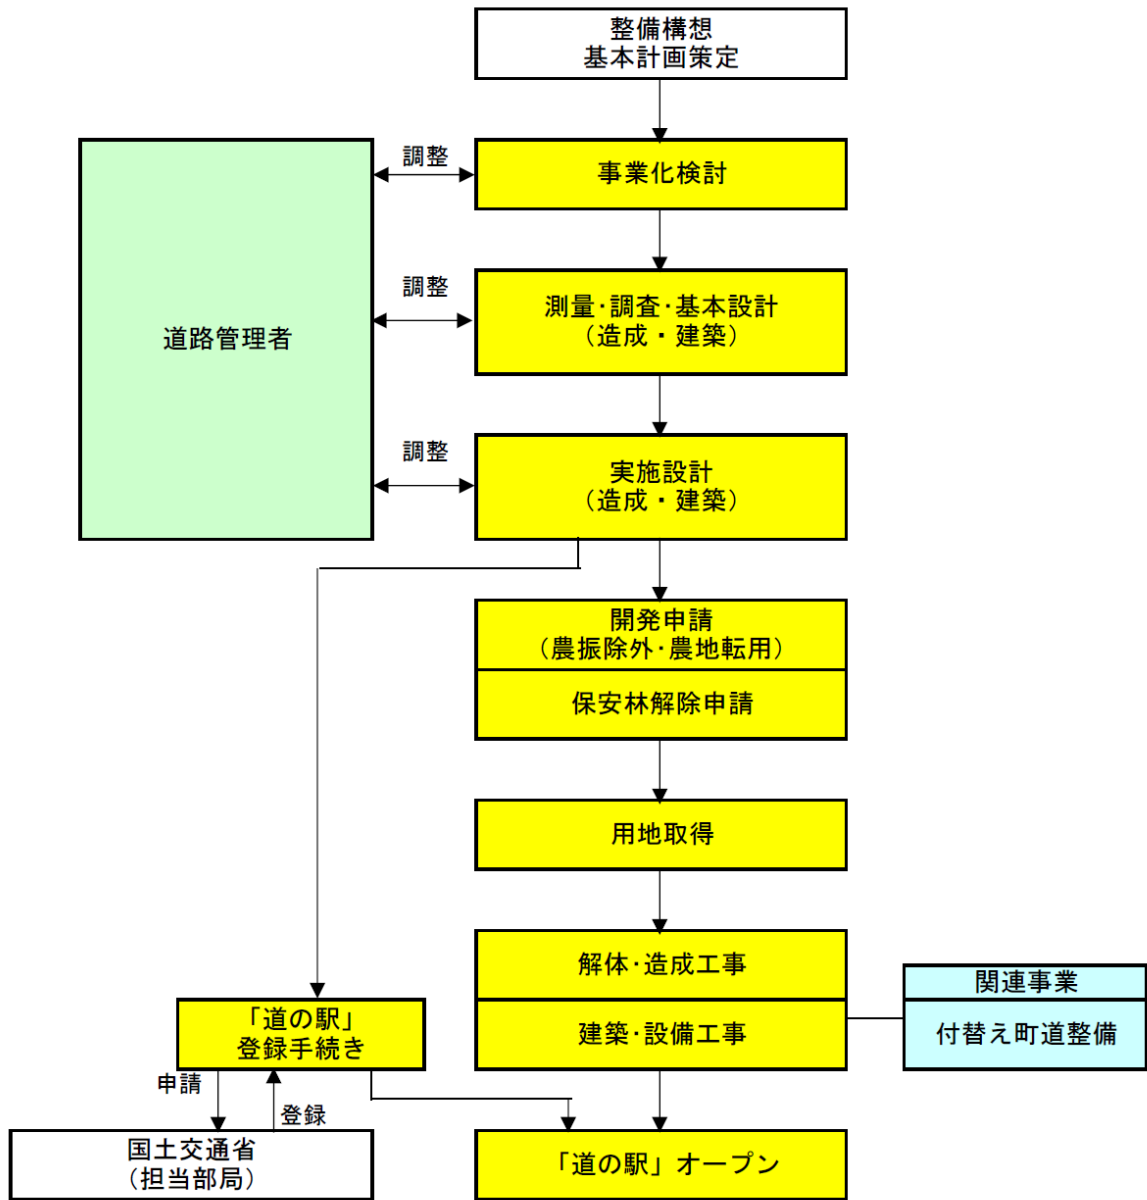 整備構想
基本計画策定
調整
事業化検討
調整
測量･調査･基本設計
（造成・建築）
道路管理者
調整
実施設計
（造成・建築）
開発申請
（農振除外･農地転用）
保安林解除申請
用地取得
解体･造成工事
関連事業
「道の駅」
登録手続き
建築･設備工事
付替え町道整備
申請
登録
国土交通省
（担当部局）
「道の駅」オープン